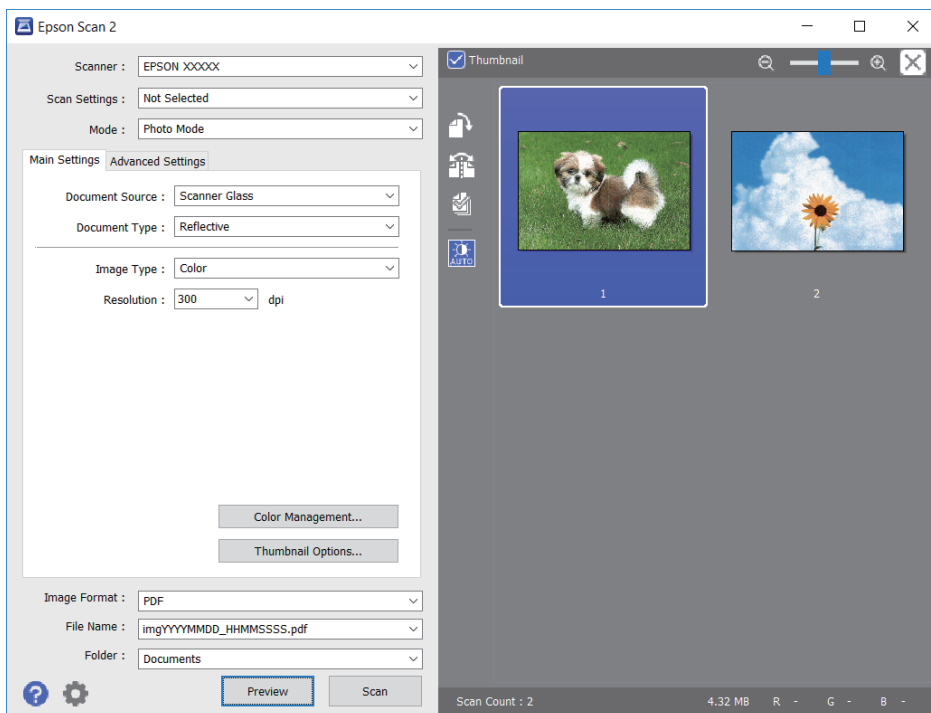 Epson Scan 2
Scanner : EPSON XXXXX
Scan Settings : Not Selected
Mode : Photo Mode
Main Settings Advanced Settings
Document Source : Scanner Glass
Document Type : Reflective
Image Type : Color
Resolution : 300 dpi
Color Management...
Thumbnail Options...
Image Format : PDF
File Name : imgYYYYMMDD_HHMMSSSS.pdf
Folder : Documents
? Preview Scan
Thumbnail
AUTO
1 2
Scan Count : 2 4.32 MB R - G - B -